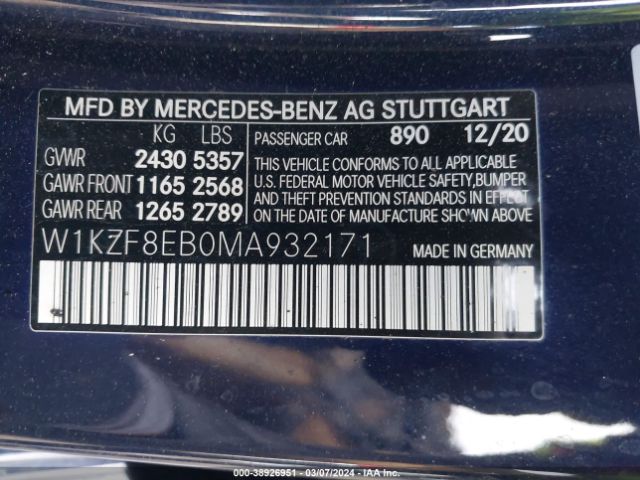 MFD BY MERCEDES-BENZ AG STUTTGART
KG LBS
GVWR 2430 5357
GAWR FRONT 1165 2568
GAWR REAR 1265 2789
PASSENGER CAR 890 12/20
THIS VEHICLE CONFORMS TO ALL APPLICABLE
U.S. FEDERAL MOTOR VEHICLE SAFETY,BUMPER
AND THEFT PREVENTION STANDARDS IN EFFECT
ON THE DATE OF MANUFACTURE SHOWN ABOVE
W1KZF8EB0MA932171
MADE IN GERMANY
000-38926951 - 03/07/2024 - IAA Inc.